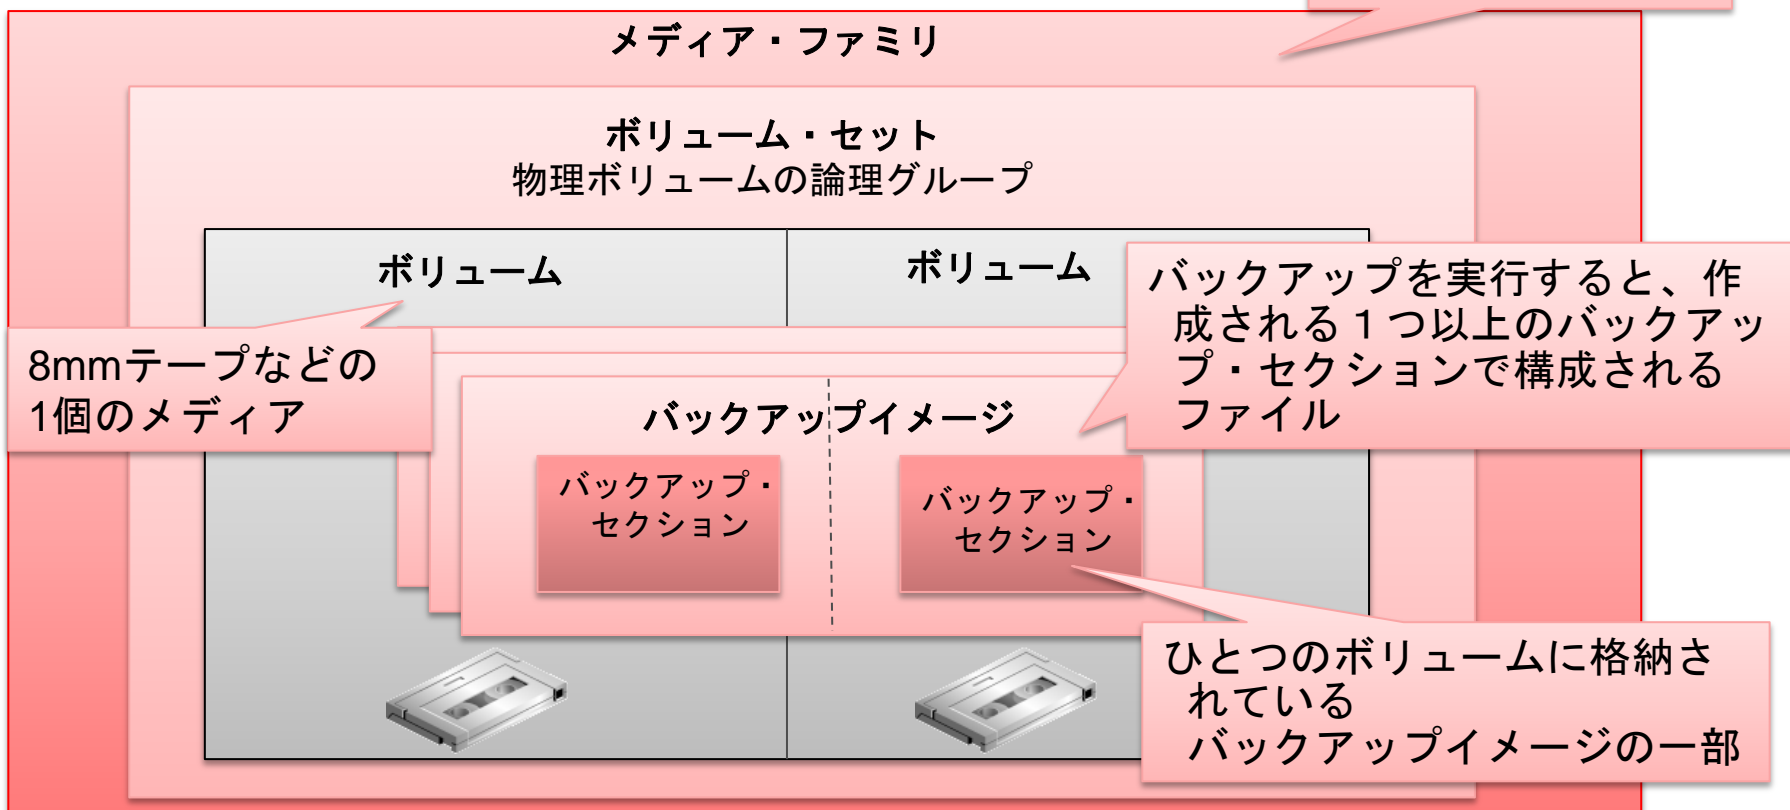 メディア・ファミリ
ボリューム・セット
物理ボリュームの論理グループ
ボリューム
ボリューム
8mmテープなどの
1個のメディア
バックアップを実行すると、作
成される１つ以上のバックアッ
プ・セクションで構成される
ファイル
バックアップイメージ
バックアップ・
セクション
バックアップ・
セクション
ひとつのボリュームに格納さ
れている
バックアップイメージの一部